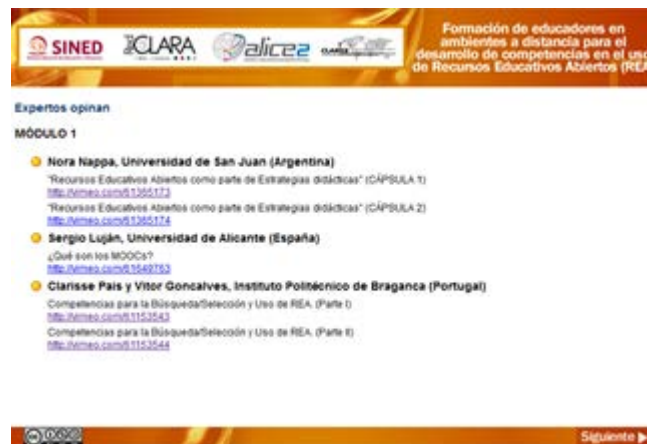 SINED
CLARA
alice2
Formación de educadores en
ambientes a distancia para el
desarrollo de competencias en el uso
de Recursos Educativos Abiertos (REA
Expertos opinan
MÓDULO 1
Nora Nappa, Universidad de San Juan (Argentina)
"Recursos Educativos Abiertos como parte de Estrategias didácticas" (CÁPSULA 1)
http://vimeo.com/61365173
"Recursos Educativos Abiertos como parte de Estrategias didácticas" (CÁPSULA 2)
http://vimeo.com/61365174
Sergio Luján, Universidad de Alicante (España)
¿Qué son los MOOCs?
http://vimeo.com/61649763
Clarisse Pais y Vitor Goncalves, Instituto Politécnico de Braganca (Portugal)
Competencias para la Búsqueda/Selección y Uso de REA. (Parte I)
http://vimeo.com/61153543
Competencias para la Búsqueda/Selección y Uso de REA. (Parte II)
http://vimeo.com/61153544
Siguiente